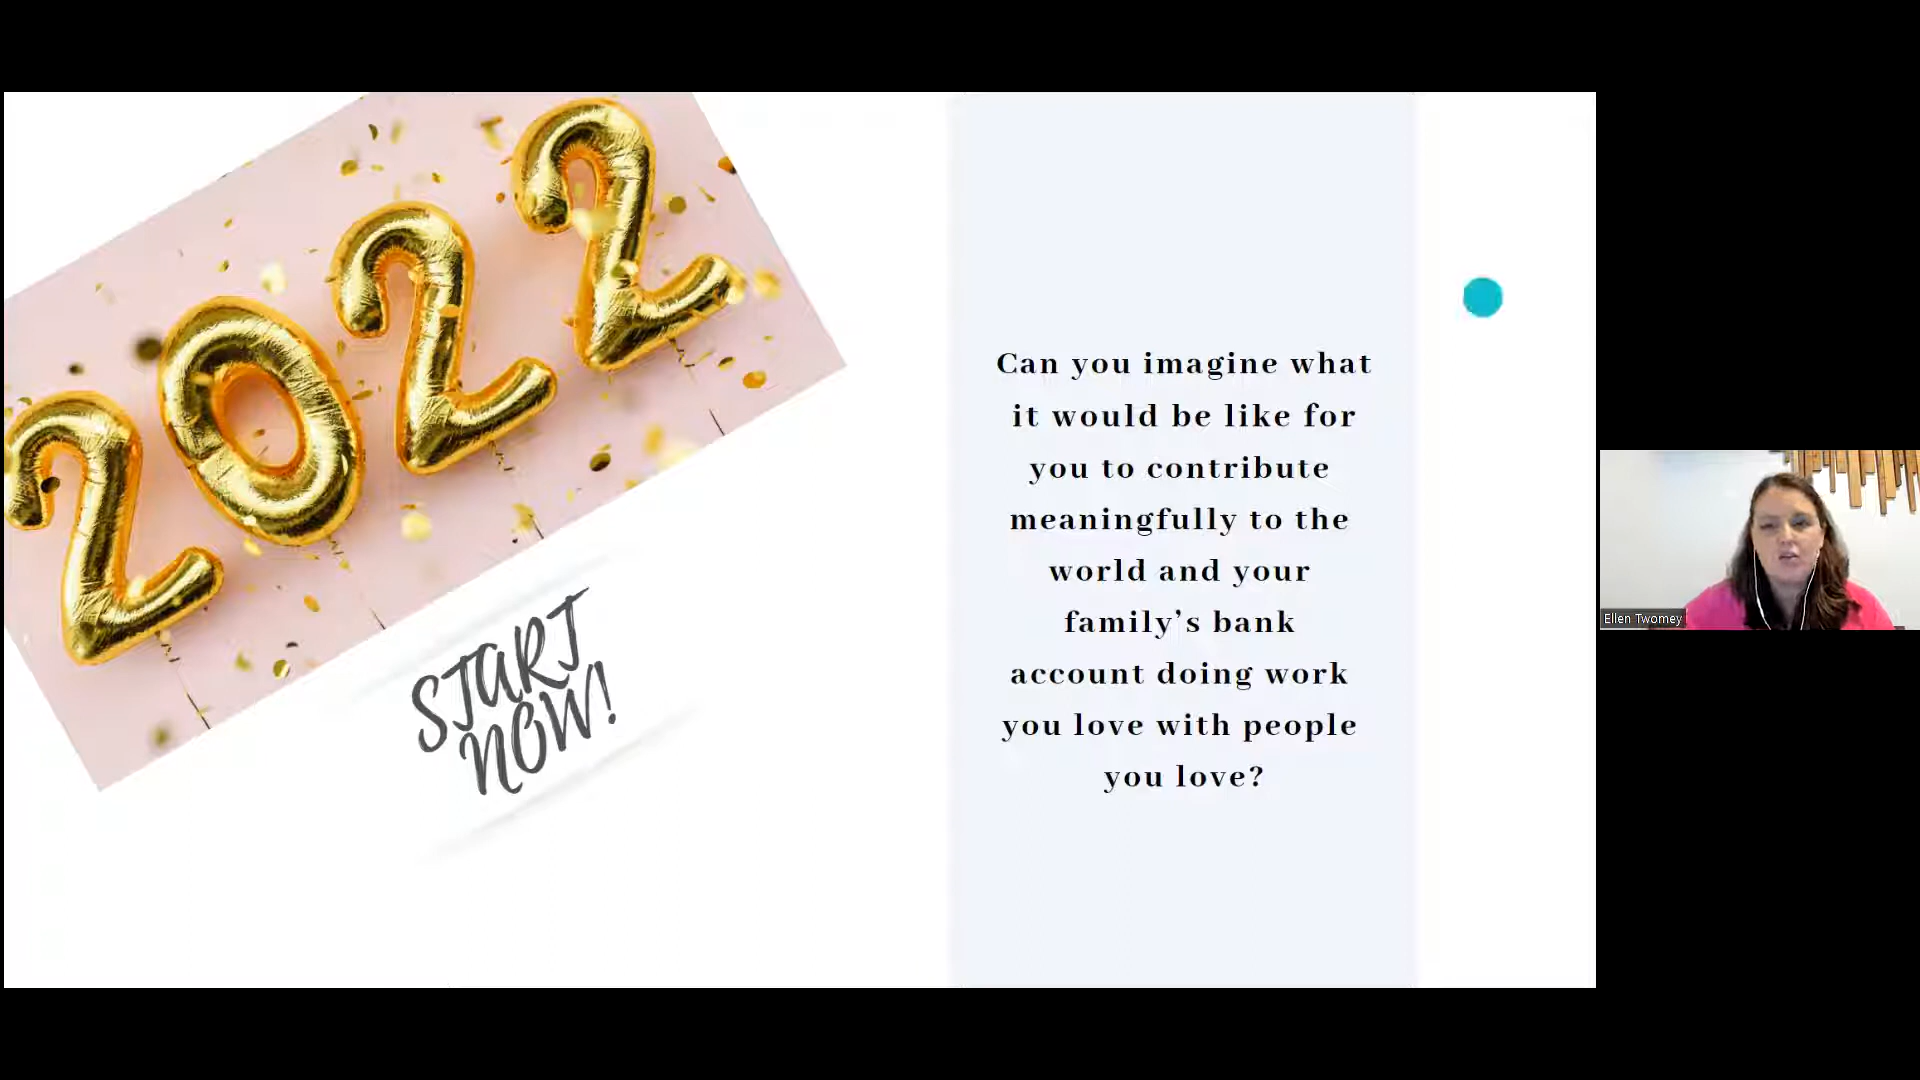 2022
START
NOW!
Can you imagine what
it would be like for
you to contribute
meaningfully to the
world and your
family’s bank
account doing work
you love with people
you love?
Ellen Twomey